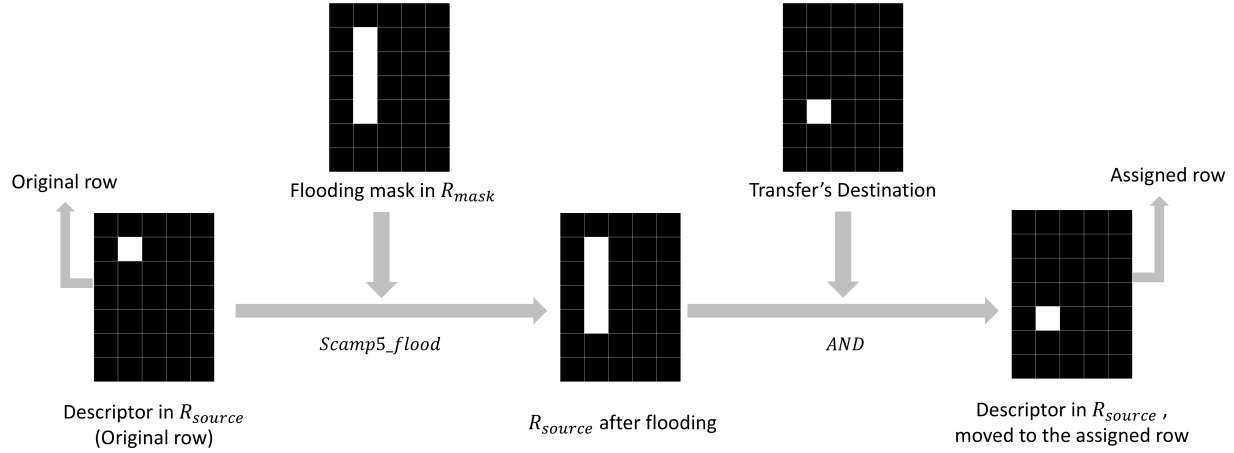 Original row
Flooding mask in R_mask
Transfer's Destination
Assigned row
Scamp5_flood
AND
Descriptor in R_source
(Original row)
R_source after flooding
Descriptor in R_source ,
moved to the assigned row